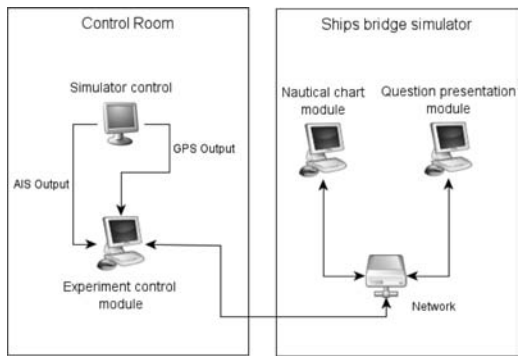 Control Room
Simulator control
GPS Output
AIS Output
Experiment control
module
Ships bridge simulator
Nautical chart
module
Question presentation
module
Network